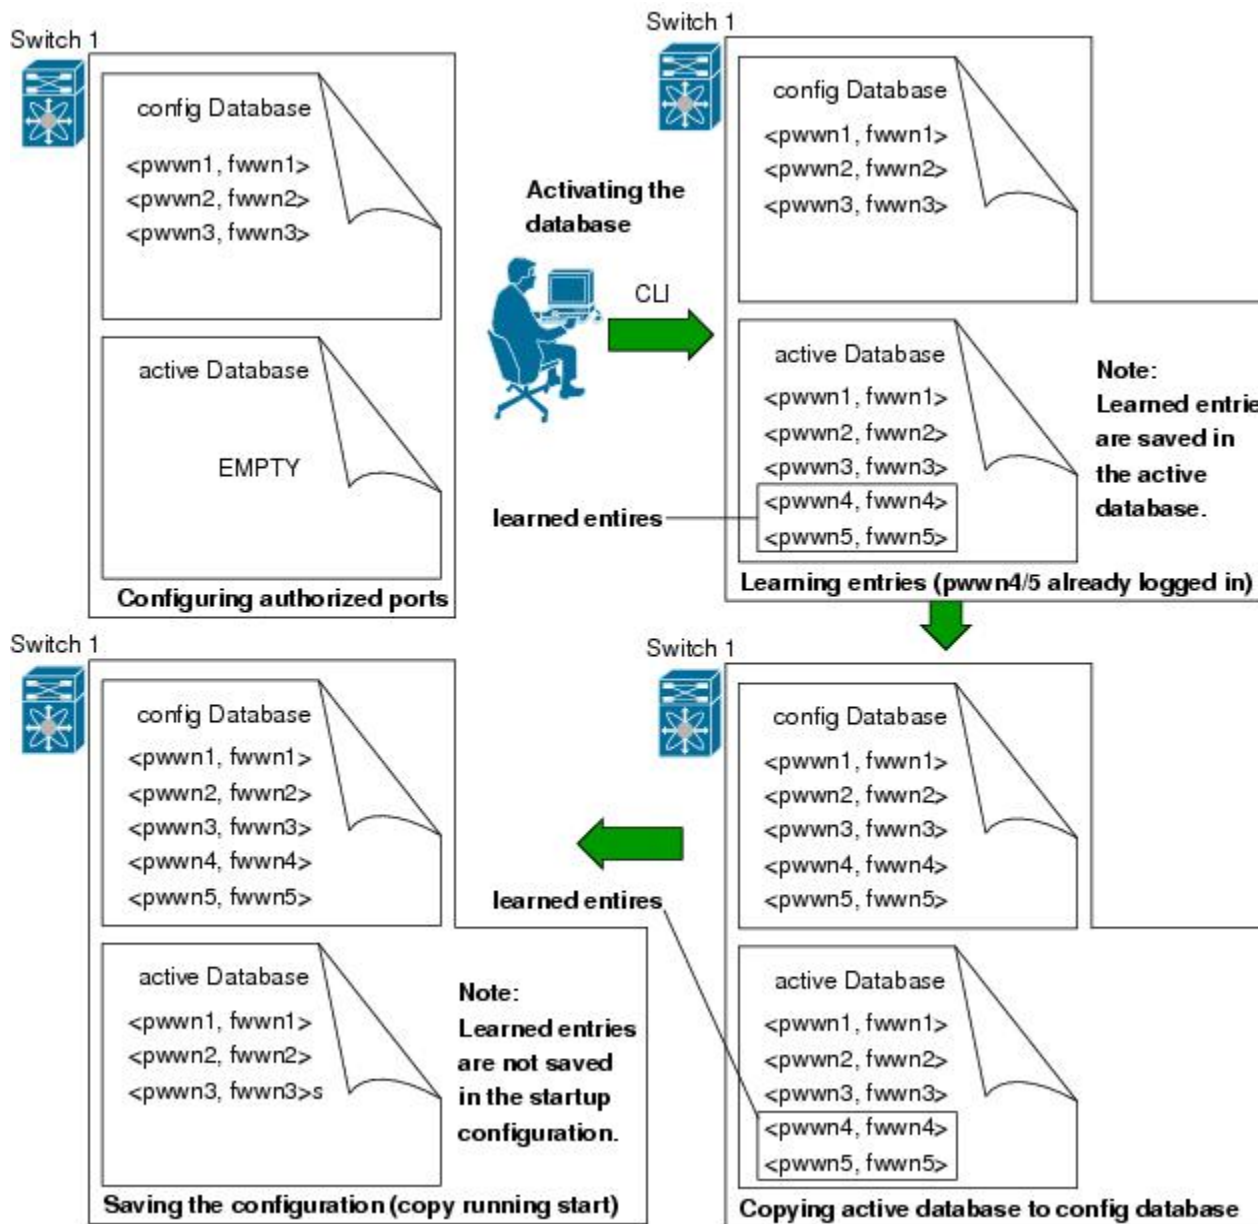 Switch 1
config Database
<pwwn1, fwwn1>
<pwwn2, fwwn2>
<pwwn3, fwwn3>
active Database
EMPTY
Configuring authorized ports
Activating the
database
CLI
Switch 1
config Database
<pwwn1, fwwn1>
<pwwn2, fwwn2>
<pwwn3, fwwn3>
active Database
<pwwn1, fwwn1>
<pwwn2, fwwn2>
<pwwn3, fwwn3>
<pwwn4, fwwn4>
<pwwn5, fwwn5>
learned entires
Note:
Learned entrie
are saved in
the active
database.
Learning entries (pwwn4/5 already logged in)
Switch 1
config Database
<pwwn1, fwwn1>
<pwwn2, fwwn2>
<pwwn3, fwwn3>
<pwwn4, fwwn4>
<pwwn5, fwwn5>
active Database
<pwwn1, fwwn1>
<pwwn2, fwwn2>
<pwwn3, fwwn3>
<pwwn4, fwwn4>
<pwwn5, fwwn5>
learned entires
Copying active database to config database
Switch 1
config Database
<pwwn1, fwwn1>
<pwwn2, fwwn2>
<pwwn3, fwwn3>
<pwwn4, fwwn4>
<pwwn5, fwwn5>
active Database
<pwwn1, fwwn1>
<pwwn2, fwwn2>
<pwwn3, fwwn3>s
Note:
Learned entries
are not saved
in the startup
configuration.
Saving the configuration (copy running start)